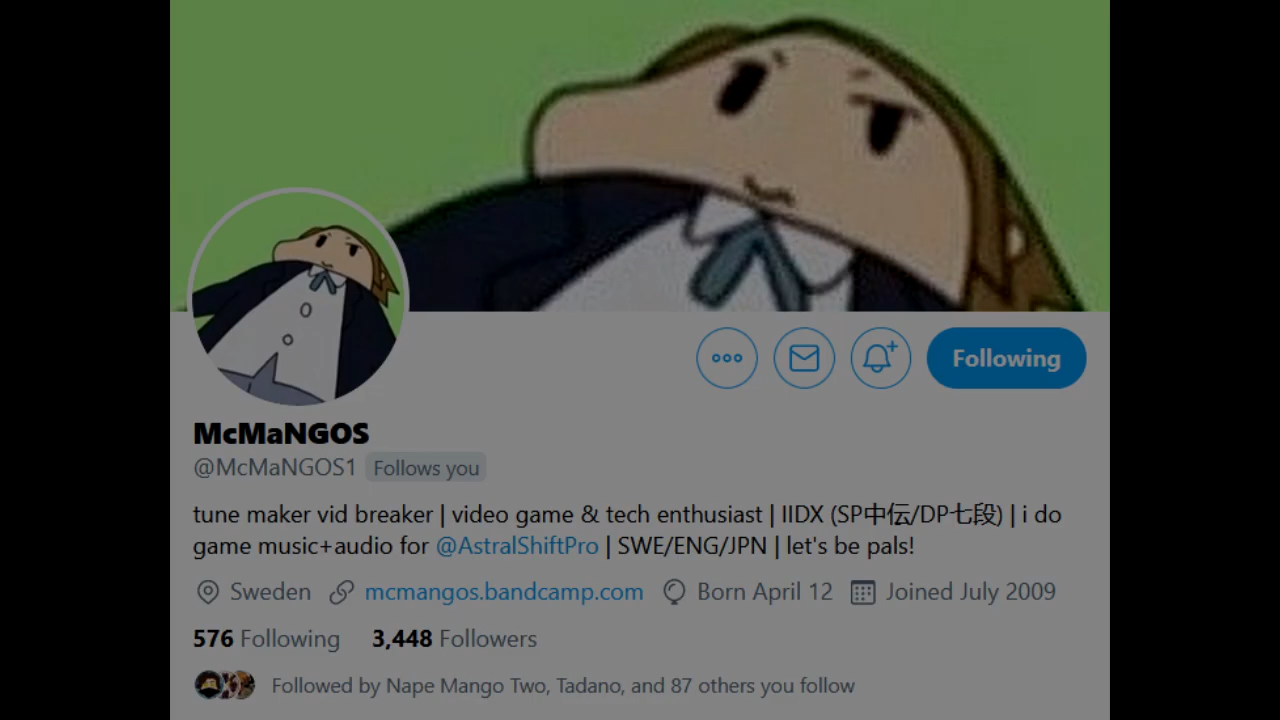 Following
McMaNGOS
@McMaNGOS1 Follows you
tune maker vid breaker | video game & tech enthusiast | IIDX (SP中伝/DP七段) | i do
game music+audio for @AstralShiftPro | SWE/ENG/JPN | let's be pals!
Sweden mcmangos.bandcamp.com Born April 12 Joined July 2009
576 Following 3,448 Followers
Followed by Nape Mango Two, Tadano, and 87 others you follow